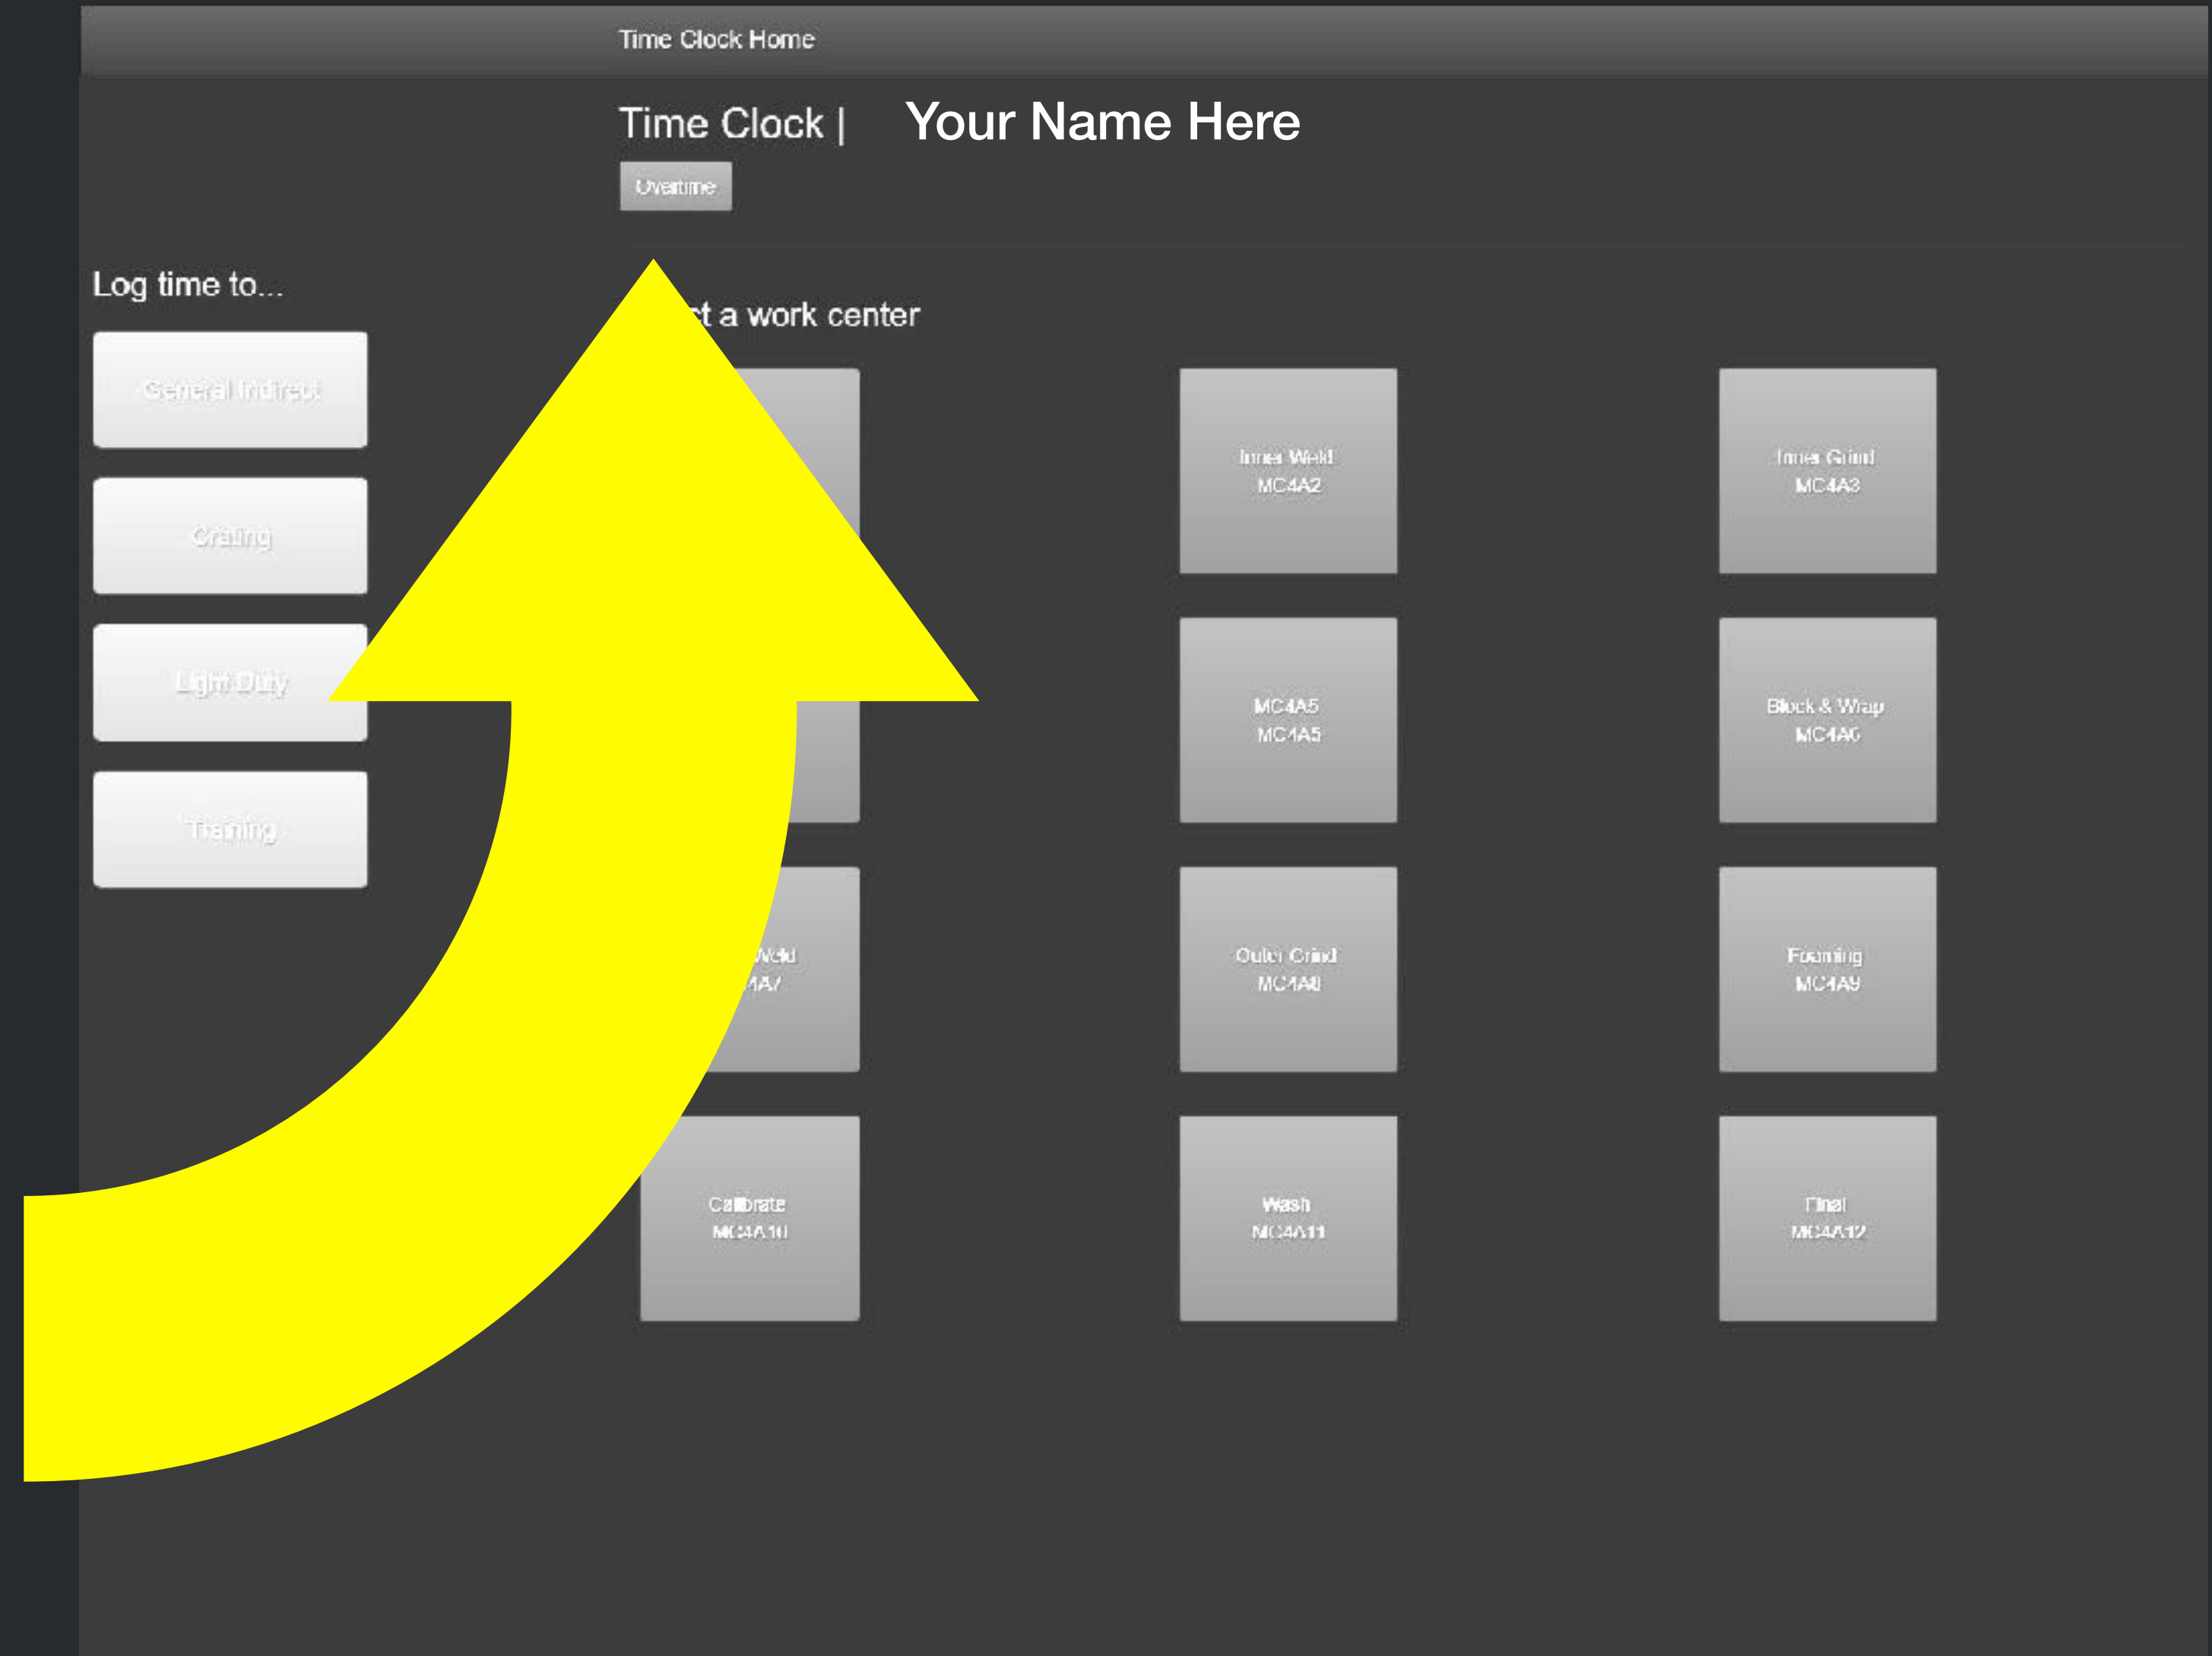 Time Clock Home
Time Clock | Your Name Here
Overtime
Log time to...
General Indirect
Crating
Light Duty
Training
a work center
Inner Weld
MC4A2
Inner Grind
MC4A3
MC4A5
MC4A5
Block & Wrap
MC4A6
Weld
Outer Grind
MC4A8
Foaming
MC4A9
Calibrate
MC4A10
Wash
MC4A11
Final
MC4A12